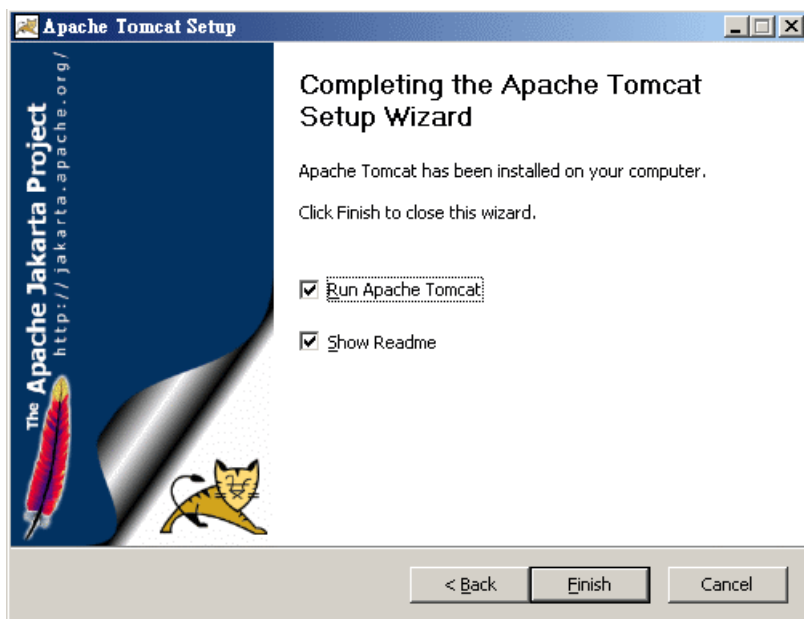 Apache Tomcat Setup
The Apache Jakarta Project
http://jakarta.apache.org/
Completing the Apache Tomcat
Setup Wizard
Apache Tomcat has been installed on your computer.
Click Finish to close this wizard.
Run Apache Tomcat
Show Readme
< Back
Finish
Cancel